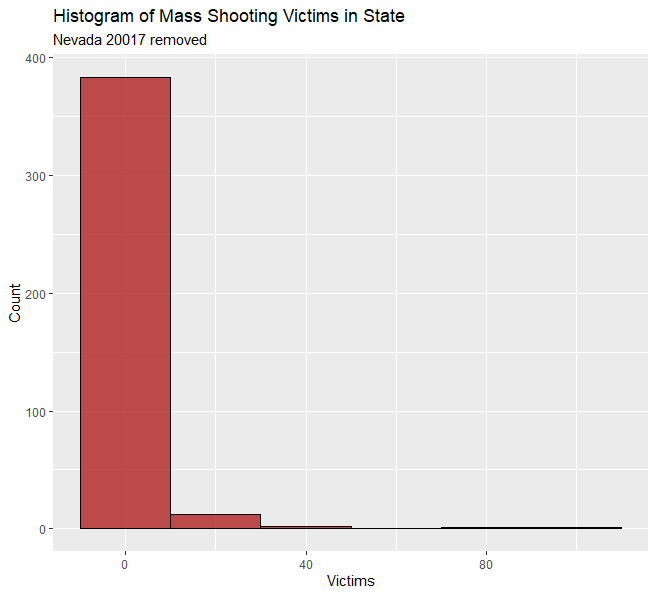 Histogram of Mass Shooting Victims in State
Nevada 20017 removed
400
300
200
100
0
Count
0 40 80
Victims